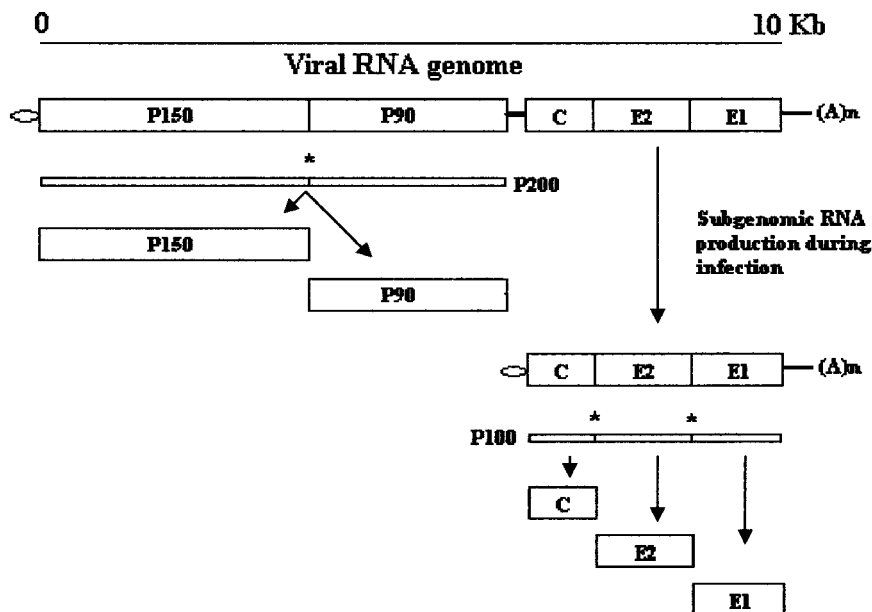 0 10 Kb
Viral RNA genome
P150 P90 C E2 E1 (A)n
*
P200
P150
P90
Subgenomic RNA
production during
infection
C E2 E1 (A)n
* *
P100
C
E2
E1